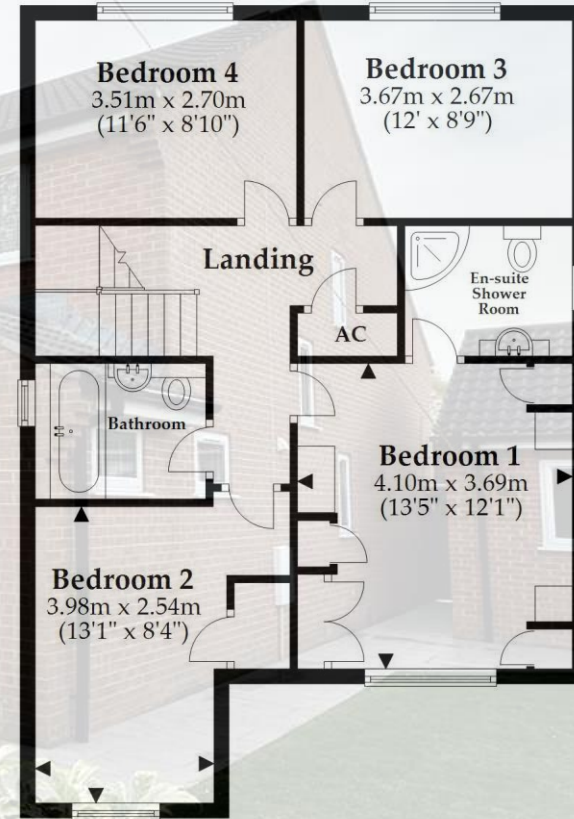 Bedroom 4
3.51m x 2.70m
(11'6" x 8'10")
Bedroom 3
3.67m x 2.67m
(12' x 8'9")
Landing
En-suite
Shower
Room
AC
Bathroom
Bedroom 1
4.10m x 3.69m
(13'5" x 12'1")
Bedroom 2
3.98m x 2.54m
(13'1" x 8'4")